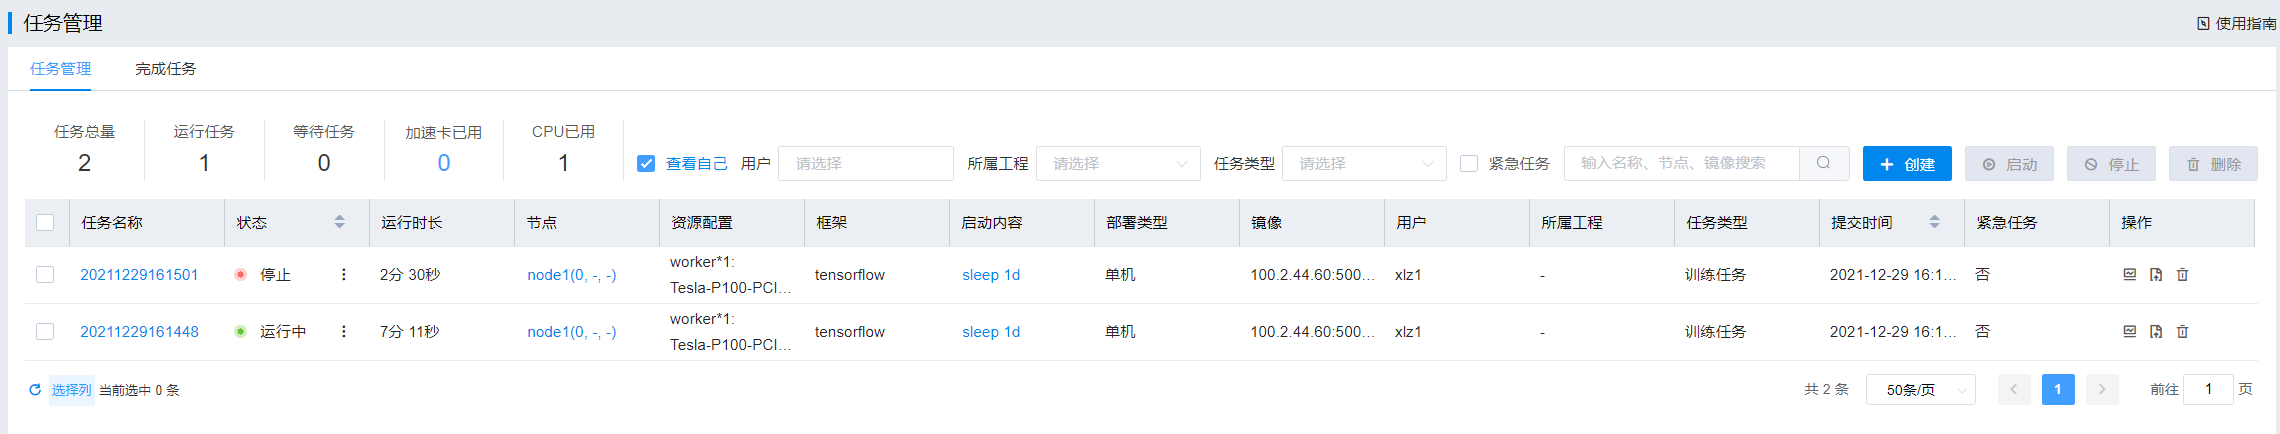 任务管理
使用指南
任务管理 完成任务
任务总量 运行任务 等待任务 加速卡已用 CPU已用
2 1 0 0 1
查看自己 用户 请选择 所属工程 请选择 任务类型 请选择 紧急任务 输入名称、节点、镜像搜索 创建 启动 停止 删除
任务名称 状态 运行时长 节点 资源配置 框架 启动内容 部署类型 镜像 用户 所属工程 任务类型 提交时间 紧急任务 操作
20211229161501 停止 2分 30秒 node1(0, -, -) worker*1: Tesla-P100-PCI... tensorflow sleep 1d 单机 100.2.44.60:500... xlz1 - 训练任务 2021-12-29 16:1... 否
20211229161448 运行中 7分 11秒 node1(0, -, -) worker*1: Tesla-P100-PCI... tensorflow sleep 1d 单机 100.2.44.60:500... xlz1 - 训练任务 2021-12-29 16:1... 否
选择列 当前选中 0 条 共 2 条 50条/页 1 前往 1 页